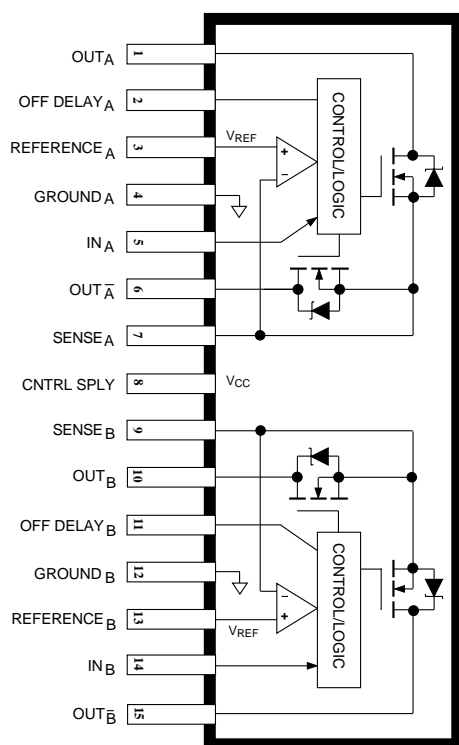 OUTA 1
OFF DELAYA 2
REFERENCEA 3 VREF
GROUNDA 4
INA 5
OUTA̅ 6
SENSEA 7
CNTRL SPLY 8 VCC
SENSEB 9
OUTB 10
OFF DELAYB 11
GROUNDB 12
REFERENCEB 13 VREF
INB 14
OUTB̅ 15
CONTROL/LOGIC
+
−
CONTROL/LOGIC
−
+